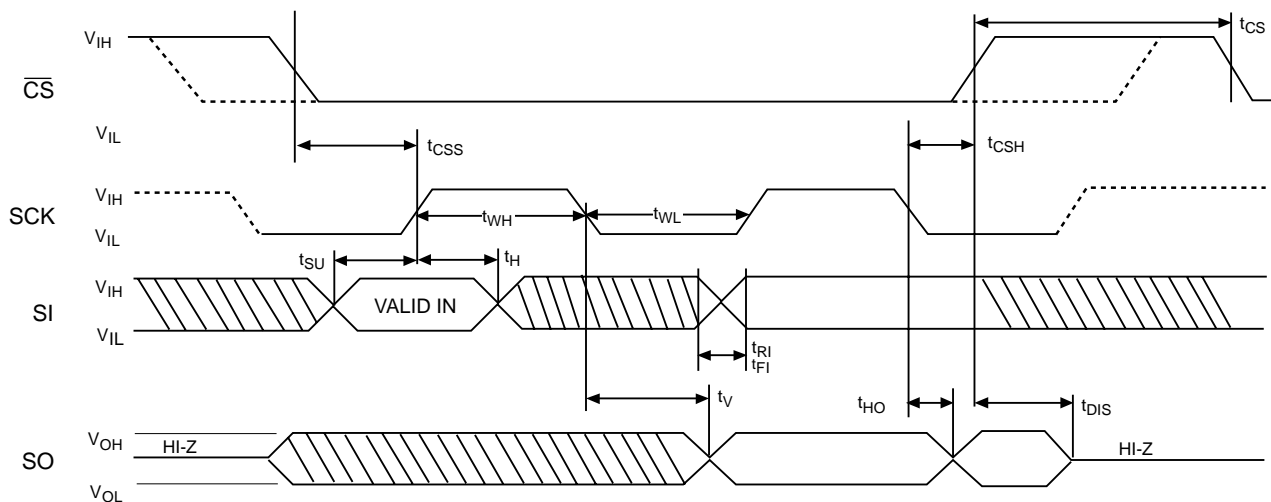 tCS
VIH
CS
VIL
tCSS
tCSH
VIH
SCK
tWH
tWL
VIL
tSU
tH
VIH
SI
VALID IN
VIL
tRI
tFI
tV
tHO
tDIS
VOH
HI-Z
HI-Z
SO
VOL